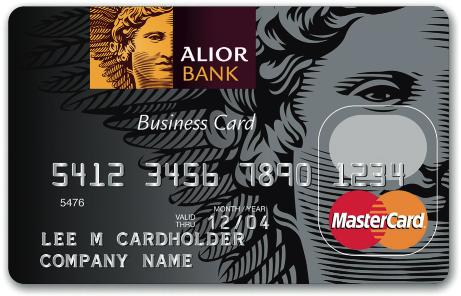 ALIOR
BANK
Business Card
5412 3456 7890 1234
5476
MONTH/YEAR
VALID
THRU 12/04
LEE M CARDHOLDER
COMPANY NAME
MasterCard